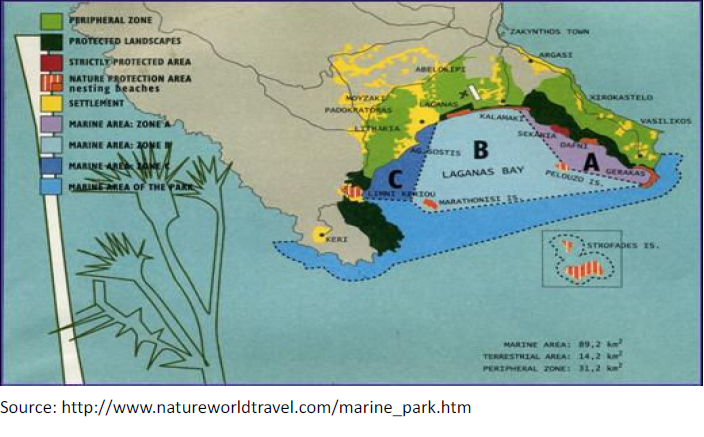 PERIPHERAL ZONE
PROTECTED LANDSCAPES
STRICTLY PROTECTED AREA
NATURE PROTECTION AREA
nesting beaches
SETTLEMENT
MARINE AREA: ZONE A
MARINE AREA: ZONE B
MARINE AREA: ZONE C
MARINE AREA OF THE PARK
ZAKYNTHOS TOWN
ARGASI
ABELOKIPI
MOYZAKI
PADOKRATORAS
LAGANAS
XIROKASTELO
KALAMAKI
VASILIKOS
LITHAKIA
SEKANIA
DAFNI
AG. SOSTIS
B
A
LAGANAS BAY
GERAKAS
PELOUZO IS.
C
LIMNI KERIOU
MARATHONISI IS.
KERI
STROFADES IS.
MARINE AREA: 89,2 km²
TERRESTRIAL AREA: 14,2 km²
PERIPHERAL ZONE: 31,2 km²
Source: http://www.natureworldtravel.com/marine_park.htm